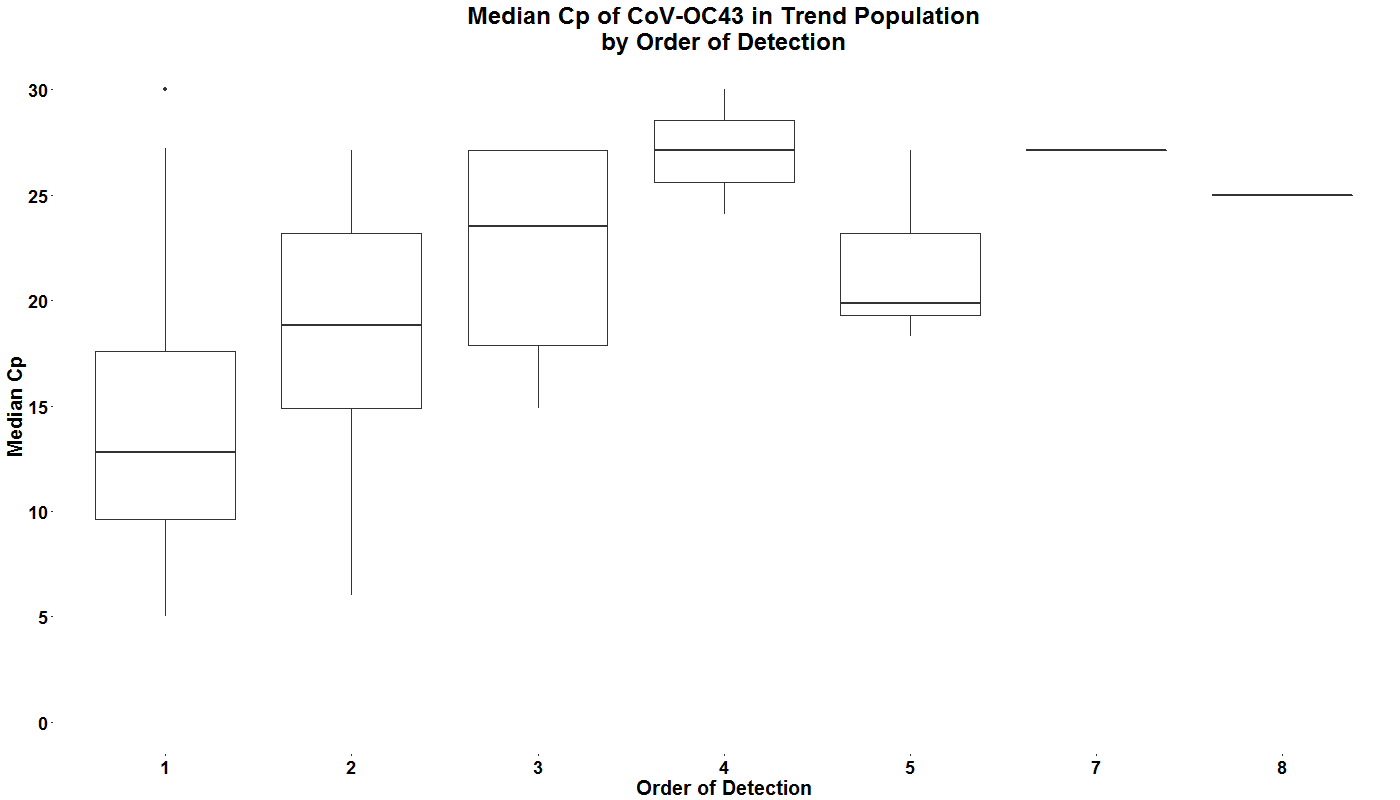 Median Cp of CoV-OC43 in Trend Population
by Order of Detection
Median Cp
30
25
20
15
10
5
0
1 2 3 4 5 7 8
Order of Detection